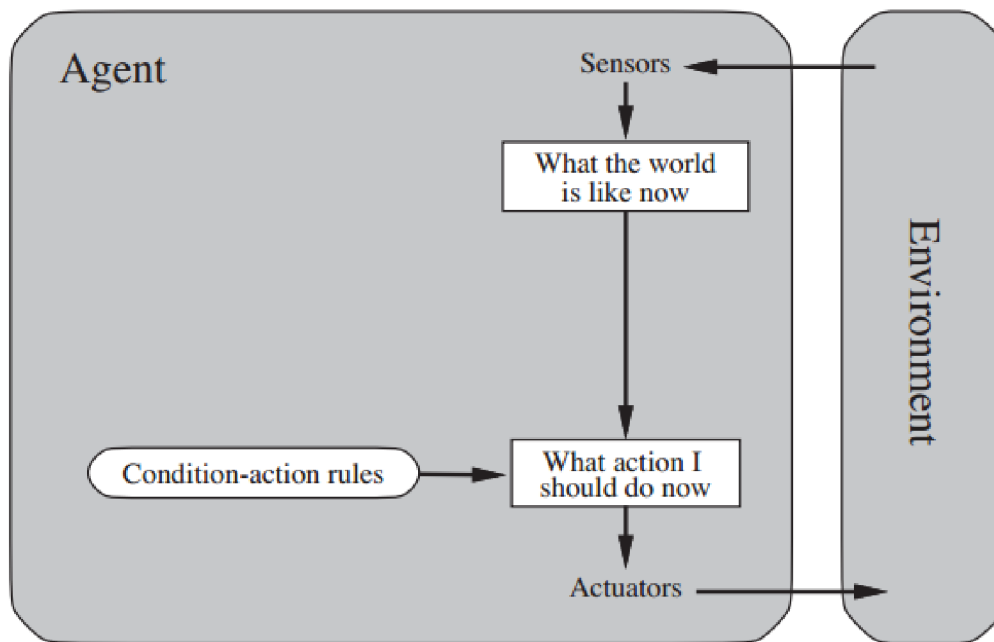 Agent
Sensors
What the world
is like now
Environment
Condition-action rules
What action I
should do now
Actuators